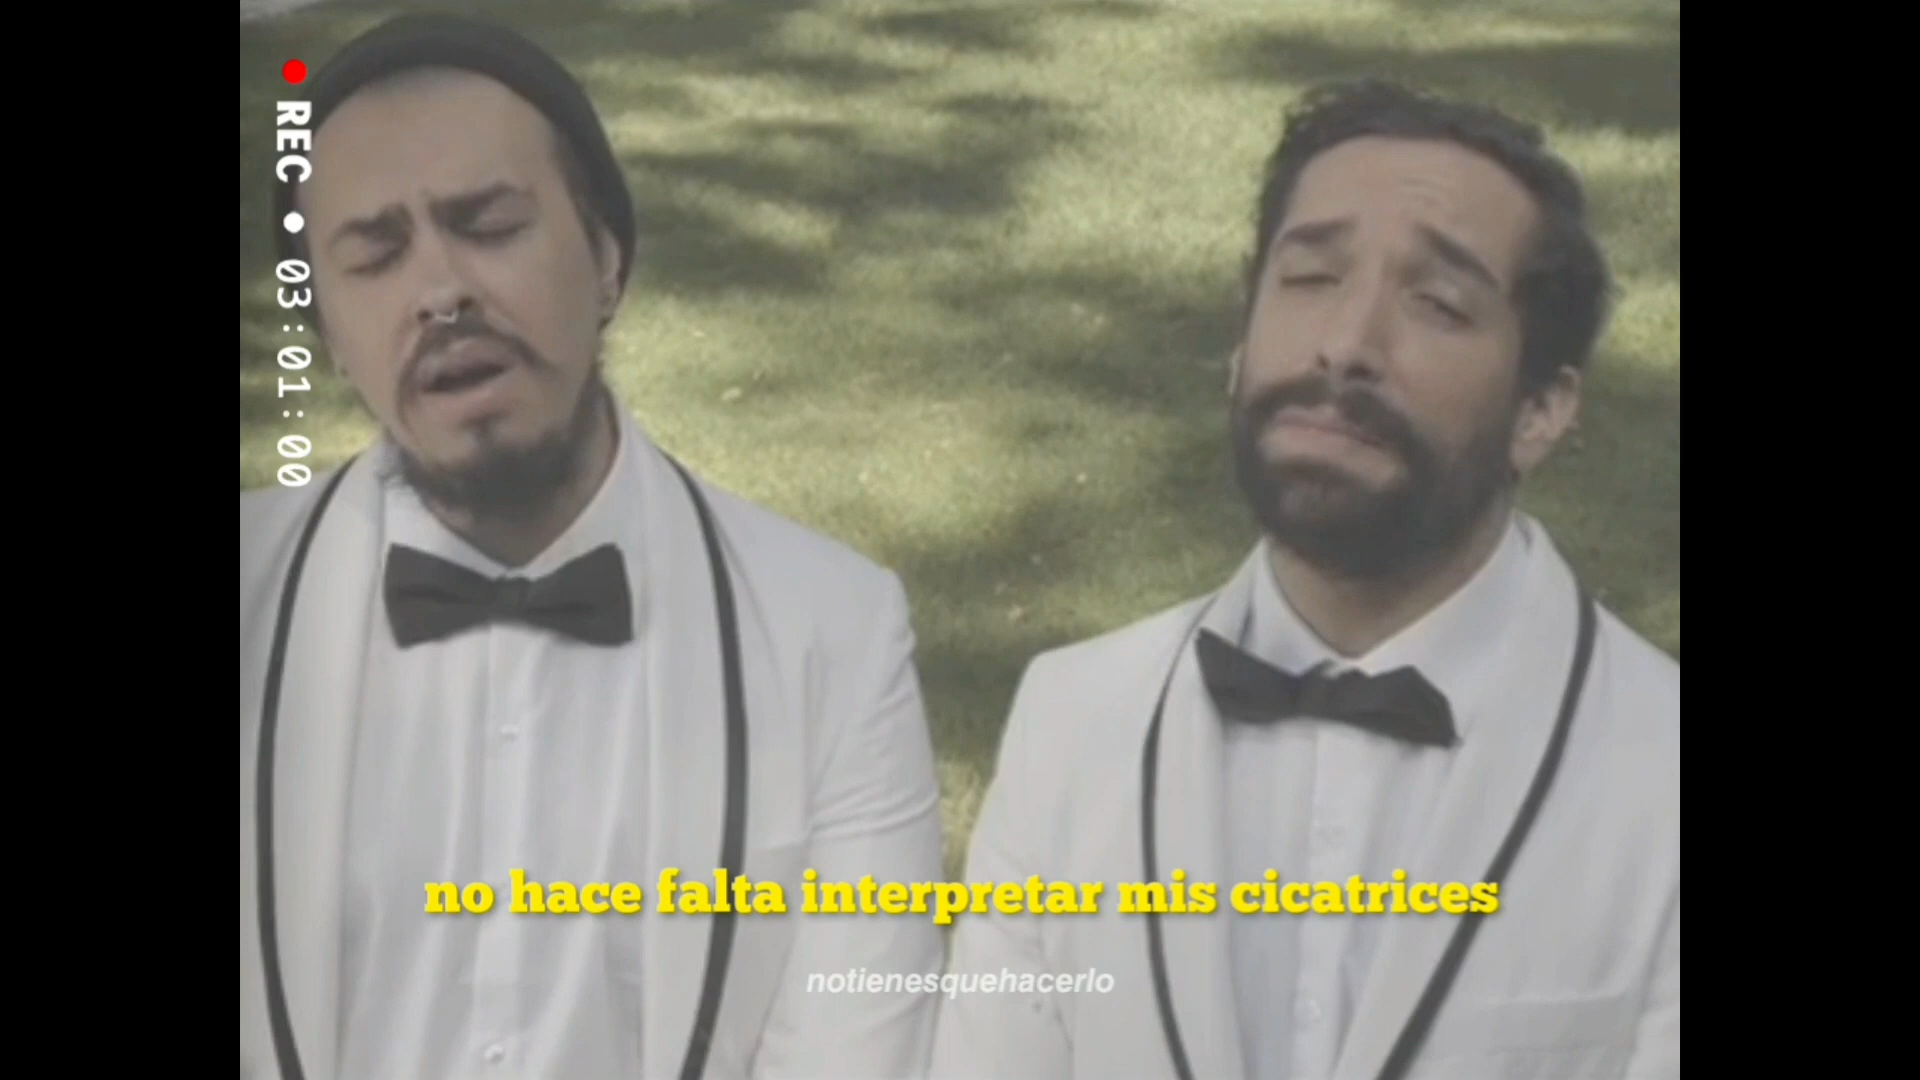 REC • 03:01:00
no hace falta interpretar mis cicatrices
notienesquehacerlo